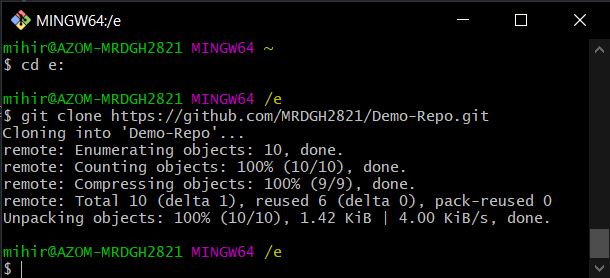 MINGW64:/e
mihir@AZOM-MRDGH2821 MINGW64 ~
$ cd e:
mihir@AZOM-MRDGH2821 MINGW64 /e
$ git clone https://github.com/MRDGH2821/Demo-Repo.git
Cloning into 'Demo-Repo'...
remote: Enumerating objects: 10, done.
remote: Counting objects: 100% (10/10), done.
remote: Compressing objects: 100% (9/9), done.
remote: Total 10 (delta 1), reused 6 (delta 0), pack-reused 0
Unpacking objects: 100% (10/10), 1.42 KiB | 4.00 KiB/s, done.
mihir@AZOM-MRDGH2821 MINGW64 /e
$